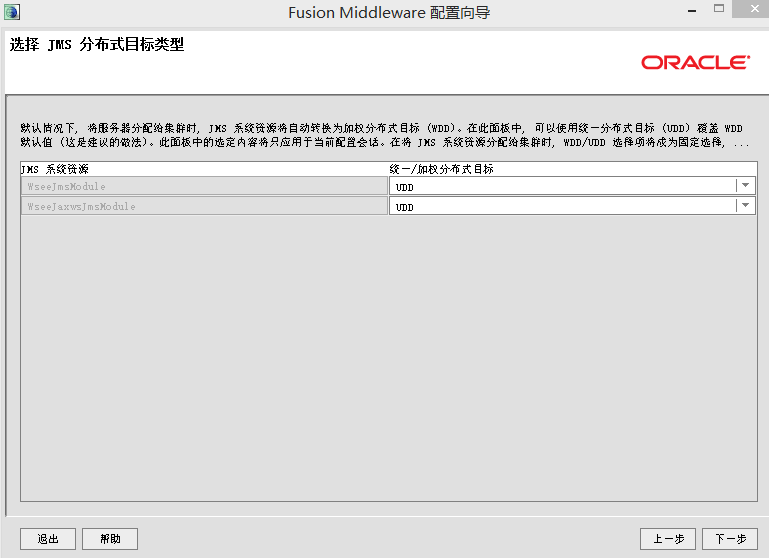 Fusion Middleware 配置向导
选择 JMS 分布式目标类型
ORACLE
默认情况下, 将服务器分配给集群时, JMS 系统资源将自动转换为加权分布式目标 (WDD)。在此面板中, 可以使用统一分布式目标 (UDD) 覆盖 WDD
默认值 (这是建议的做法)。此面板中的选定内容将只应用于当前配置会话。在将 JMS 系统资源分配给集群时, WDD/UDD 选择项将成为固定选择, ...
JMS 系统资源 统一/加权分布式目标
WseeJmsModule UDD
WseeJaxwsJmsModule UDD
退出 帮助 上一步 下一步